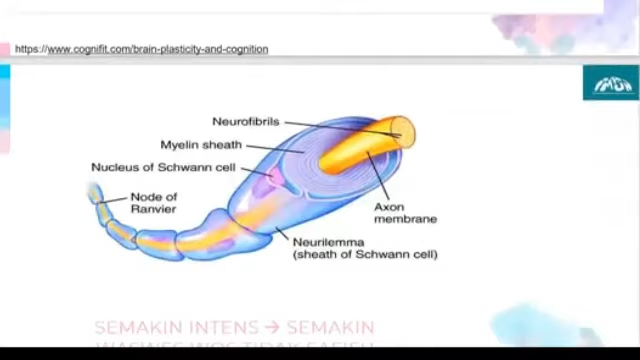 https://www.cognifit.com/brain-plasticity-and-cognition
Neurofibrils
Myelin sheath
Nucleus of Schwann cell
Node of
Ranvier
Axon
membrane
Neurilemma
(sheath of Schwann cell)
SEMAKIN INTENS → SEMAKIN